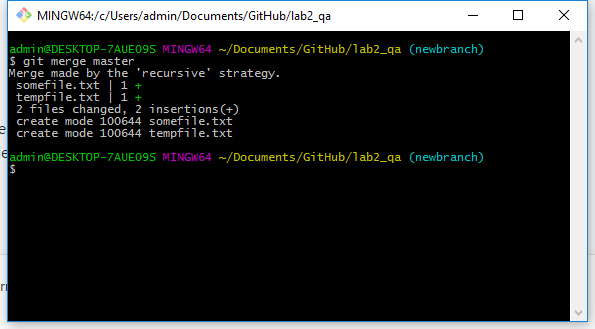 MINGW64:/c/Users/admin/Documents/GitHub/lab2_qa
admin@DESKTOP-7AUEO9S MINGW64 ~/Documents/GitHub/lab2_qa (newbranch)
$ git merge master
Merge made by the 'recursive' strategy.
somefile.txt | 1 +
tempfile.txt | 1 +
2 files changed, 2 insertions(+)
create mode 100644 somefile.txt
create mode 100644 tempfile.txt
admin@DESKTOP-7AUEO9S MINGW64 ~/Documents/GitHub/lab2_qa (newbranch)
$